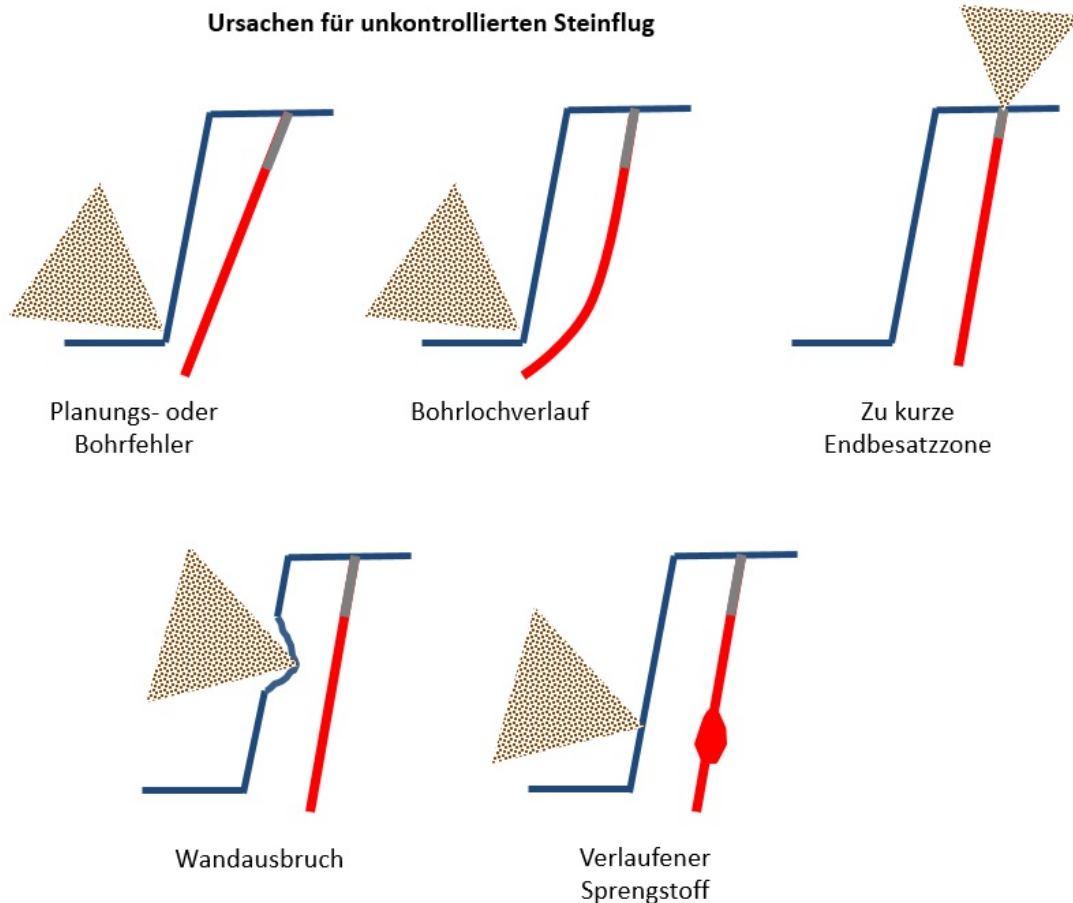 Ursachen für unkontrollierten Steinflug
Planungs- oder
Bohrfehler
Bohrlochverlauf
Zu kurze
Endbesatzzone
Wandausbruch
Verlaufener
Sprengstoff